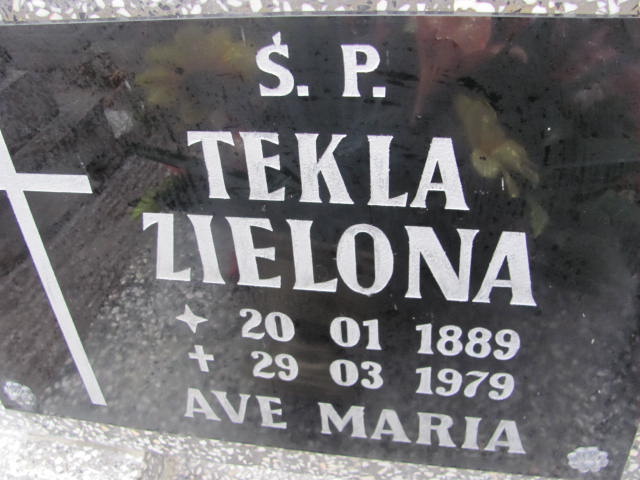 Ś. P.
TEKLA
ZIELONA
20 01 1889
29 03 1979
AVE MARIA